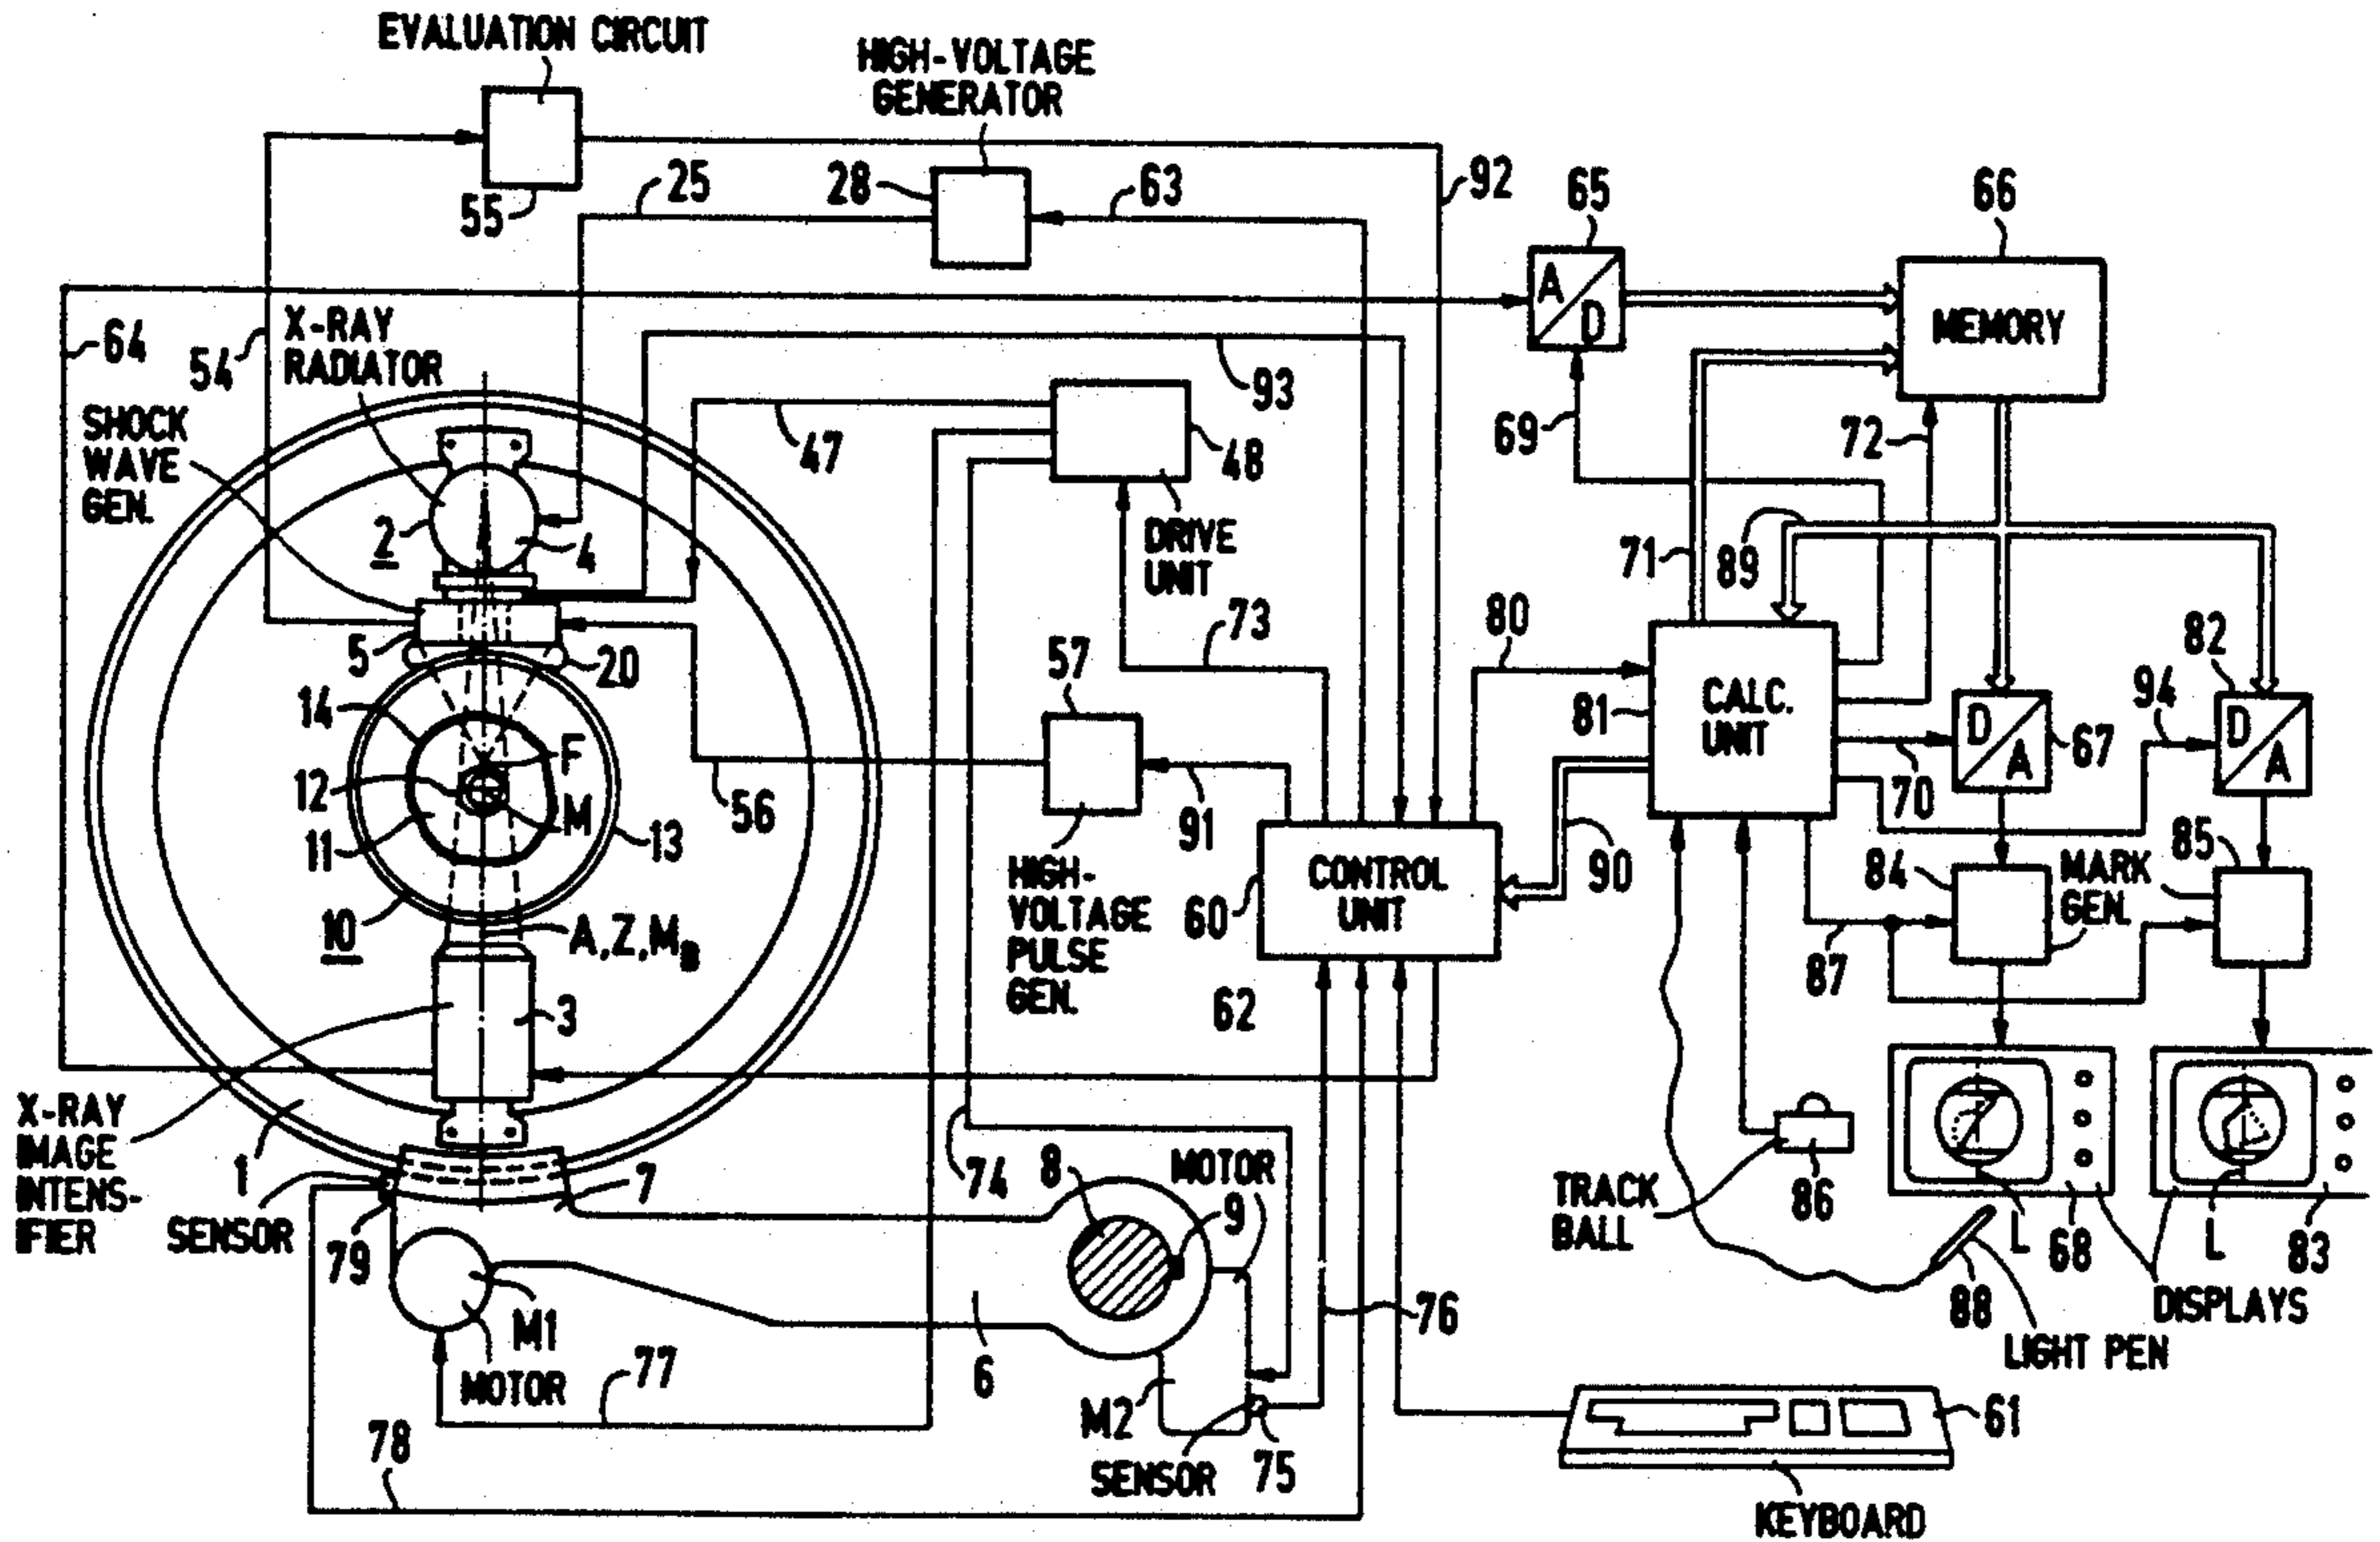 EVALUATION CIRCUIT
HIGH-VOLTAGE
GENERATOR
55
25
28
63
92
65
66
A
D
MEMORY
64
54
X-RAY
RADIATOR
93
SHOCK
WAVE
GEN.
47
48
69
72
2
4
DRIVE
UNIT
71
89
5
20
73
57
80
82
14
F
81
CALC.
UNIT
D
A
67
94
D
A
12
M
56
91
70
11
13
85
HIGH-
VOLTAGE
PULSE
GEN.
60
CONTROL
UNIT
90
84
MARK
GEN.
10
A,Z,MB
87
3
62
X-RAY
IMAGE
INTENS-
IFIER
1
SENSOR
79
7
74
8
MOTOR
9
TRACK
BALL
86
L
68
L
83
M1
MOTOR
77
6
76
88
DISPLAYS
LIGHT PEN
M2
78
SENSOR
75
61
KEYBOARD